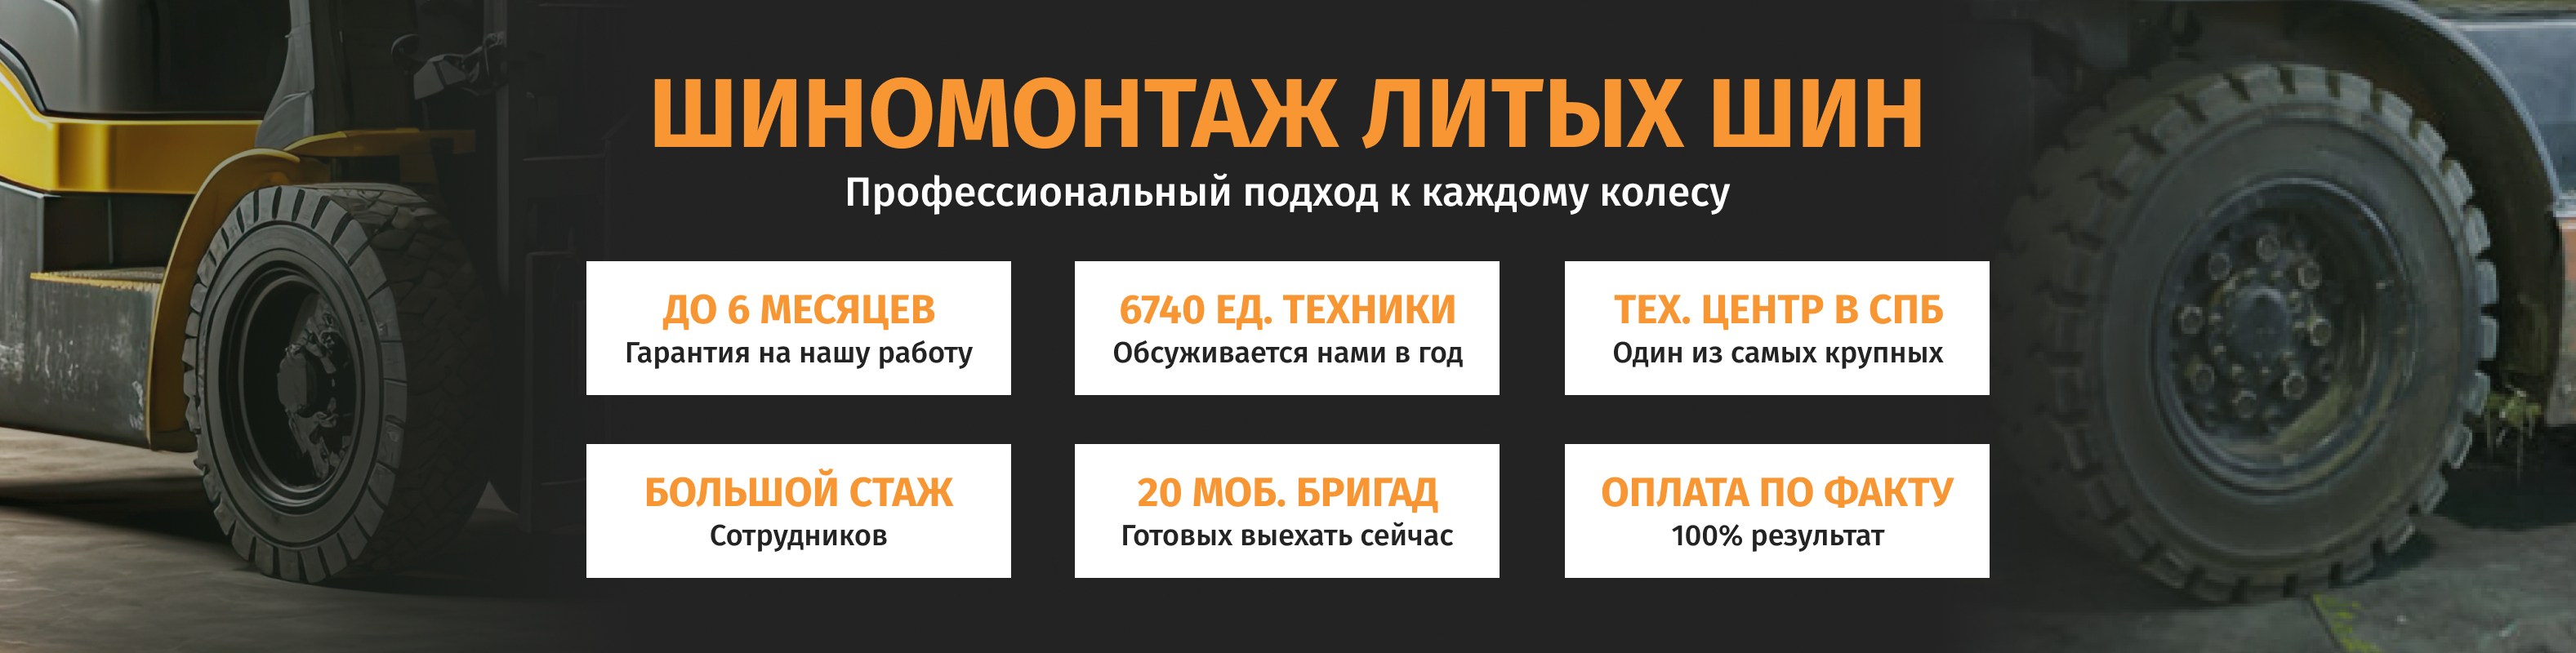 ШИНОМОНТАЖ ЛИТЫХ ШИН
Профессиональный подход к каждому колесу
ДО 6 МЕСЯЦЕВ
Гарантия на нашу работу
6740 ЕД. ТЕХНИКИ
Обсуживается нами в год
ТЕХ. ЦЕНТР В СПБ
Один из самых крупных
БОЛЬШОЙ СТАЖ
Сотрудников
20 МОБ. БРИГАД
Готовых выехать сейчас
ОПЛАТА ПО ФАКТУ
100% результат